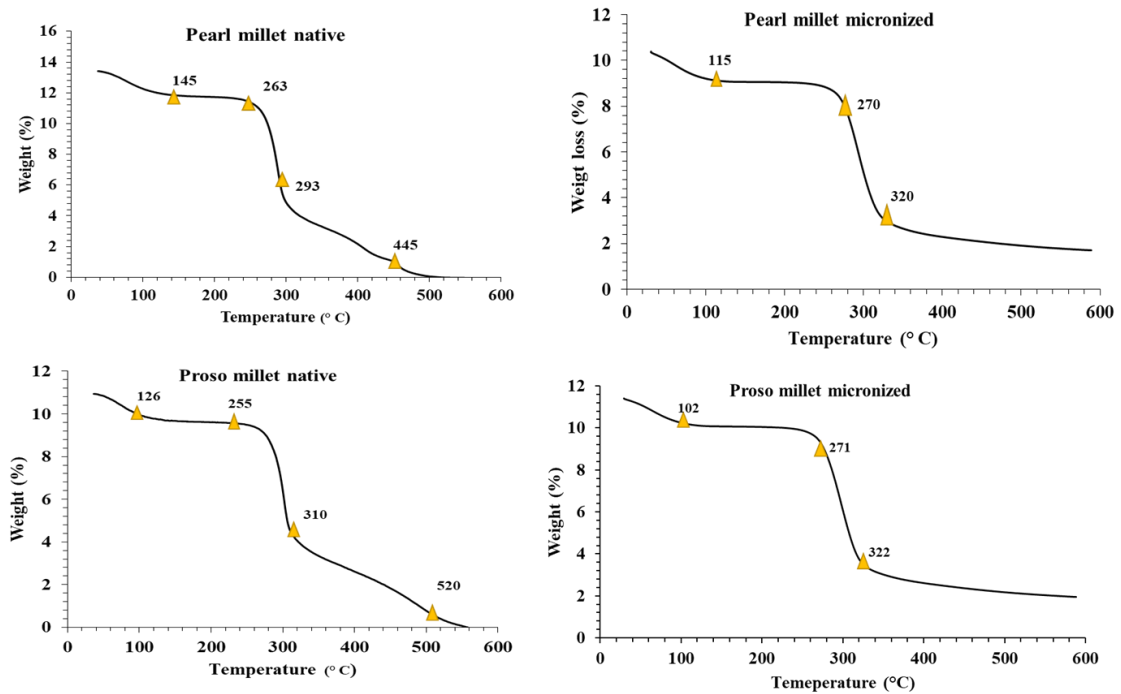 Pearl millet native
16
14
12
10
8
6
4
2
0
Weight (%)
145
263
293
445
0 100 200 300 400 500 600
Temperature (° C)
Pearl millet micronized
12
10
8
6
4
2
0
Weigt loss (%)
115
270
320
0 100 200 300 400 500 600
Temperature (° C)
Proso millet native
12
10
8
6
4
2
0
Weight (%)
126
255
310
520
0 100 200 300 400 500 600
Temperature (° C)
Proso millet micronized
12
10
8
6
4
2
0
Weight (%)
102
271
322
0 100 200 300 400 500 600
Temeperature (°C)